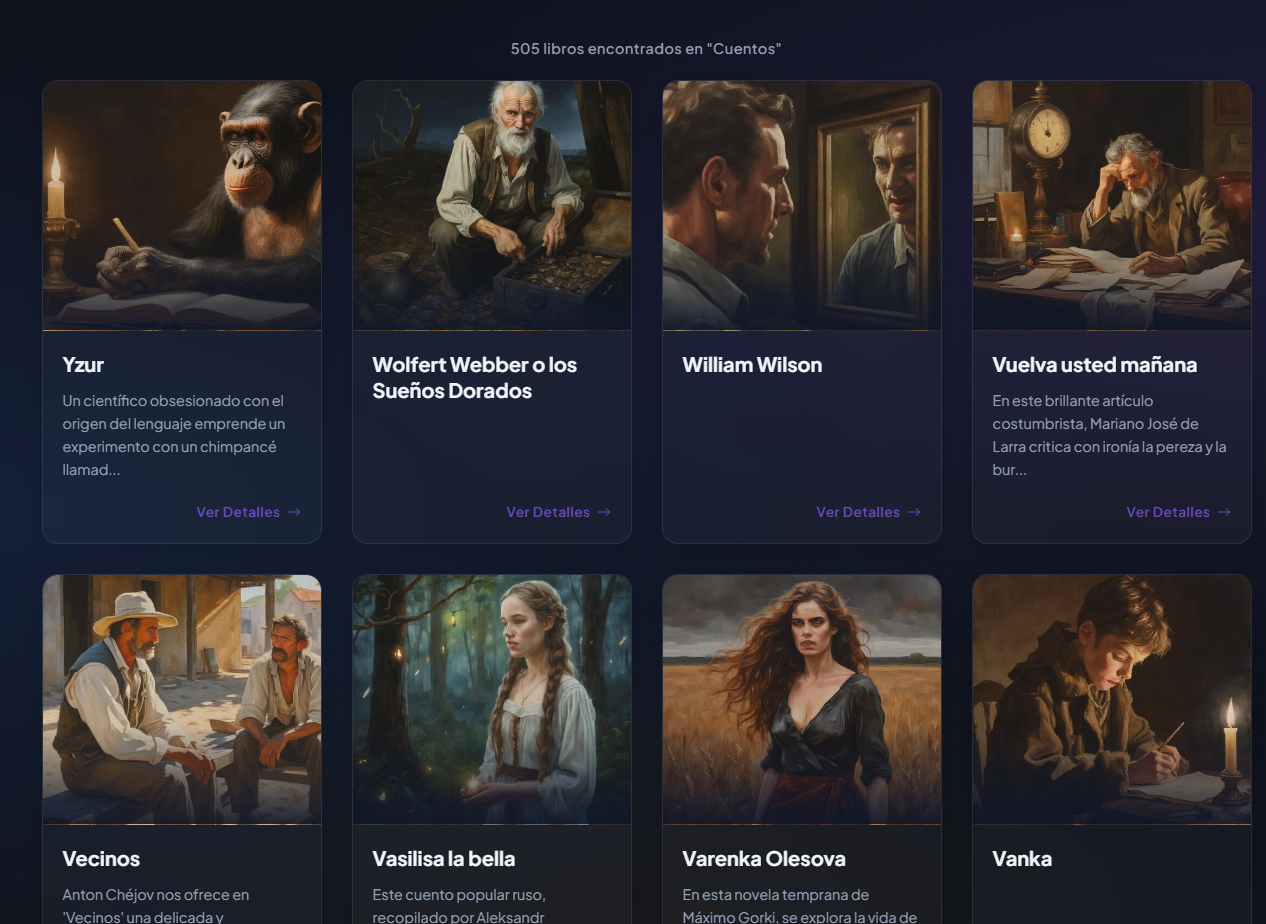 505 libros encontrados en "Cuentos"
Yzur
Un científico obsesionado con el
origen del lenguaje emprende un
experimento con un chimpancé
llamad...
Ver Detalles →
Wolfert Webber o los
Sueños Dorados
Ver Detalles →
William Wilson
Ver Detalles →
Vuelva usted mañana
En este brillante artículo
costumbrista, Mariano José de
Larra critica con ironía la pereza y la
bur...
Ver Detalles →
Vecinos
Anton Chéjov nos ofrece en
'Vecinos' una delicada y
Vasilisa la bella
Este cuento popular ruso,
recopilado por Aleksandr
Varenka Olesova
En esta novela temprana de
Máximo Gorki, se explora la vida de
Vanka